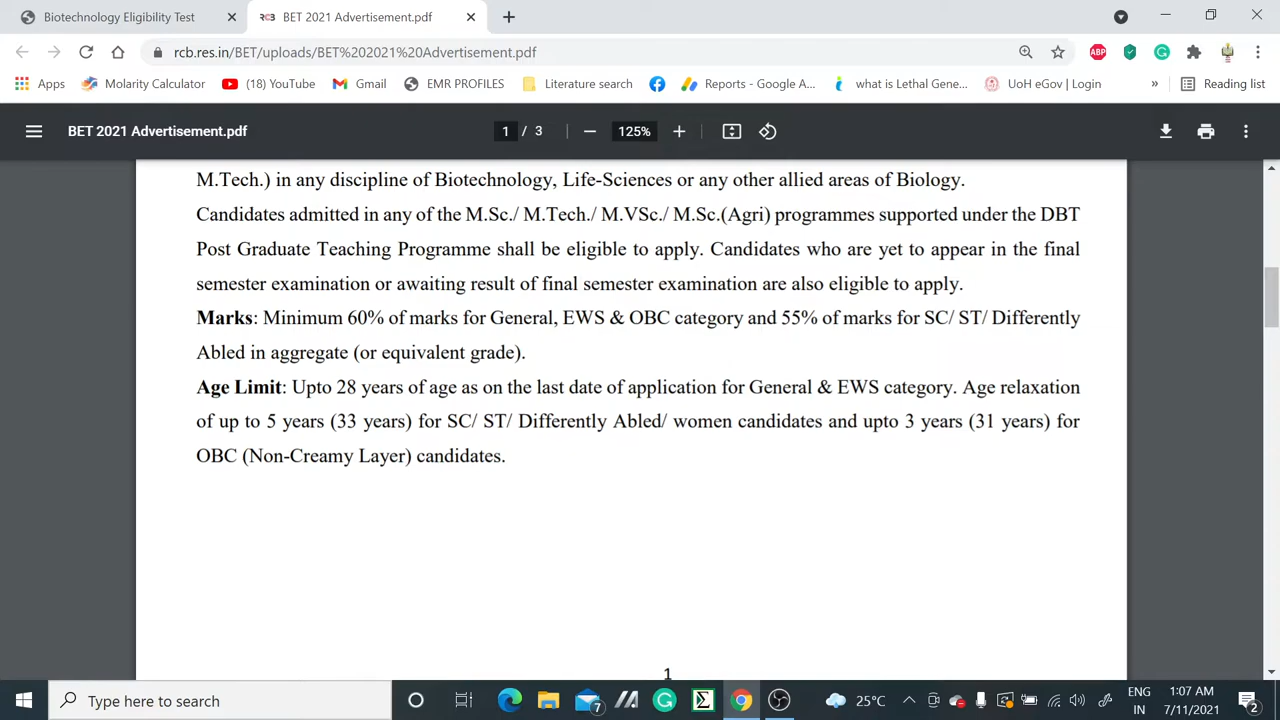 Biotechnology Eligibility Test
RCB BET 2021 Advertisement.pdf
rcb.res.in/BET/uploads/BET%202021%20Advertisement.pdf
ABP
Apps Molarity Calculator (18) YouTube Gmail EMR PROFILES Literature search Reports - Google A... what is Lethal Gene... UoH eGov | Login » Reading list
BET 2021 Advertisement.pdf 1 / 3 125%
M.Tech.) in any discipline of Biotechnology, Life-Sciences or any other allied areas of Biology.
Candidates admitted in any of the M.Sc./ M.Tech./ M.VSc./ M.Sc.(Agri) programmes supported under the DBT
Post Graduate Teaching Programme shall be eligible to apply. Candidates who are yet to appear in the final
semester examination or awaiting result of final semester examination are also eligible to apply.
Marks: Minimum 60% of marks for General, EWS & OBC category and 55% of marks for SC/ ST/ Differently
Abled in aggregate (or equivalent grade).
Age Limit: Upto 28 years of age as on the last date of application for General & EWS category. Age relaxation
of up to 5 years (33 years) for SC/ ST/ Differently Abled/ women candidates and upto 3 years (31 years) for
OBC (Non-Creamy Layer) candidates.
1
Type here to search
7
25°C
ENG
IN
1:07 AM
7/11/2021
2